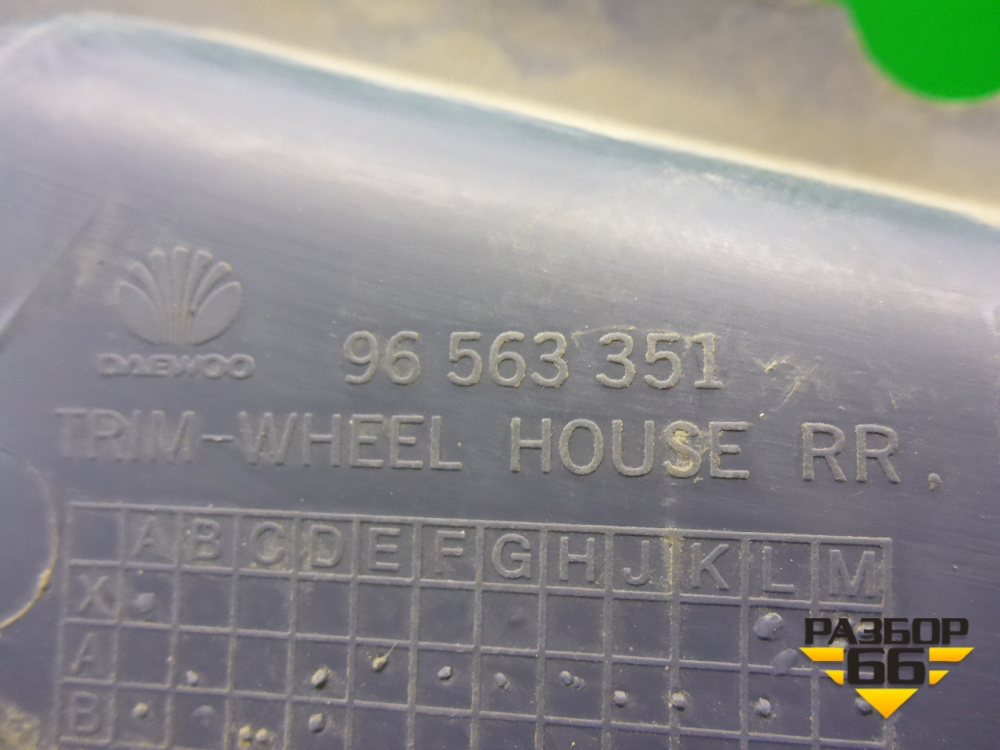 DAEWOO
96 563 351
TRIM-WHEEL HOUSE RR.
A B C D E F G H J K L M
X
A
B
РАЗБОР
66